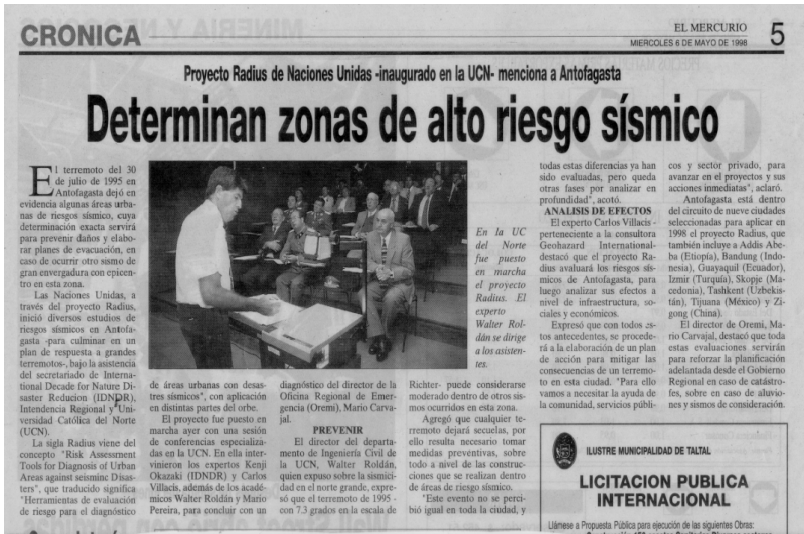 CRONICA
EL MERCURIO
MIERCOLES 6 DE MAYO DE 1998
5
Proyecto Radius de Naciones Unidas -inaugurado en la UCN- menciona a Antofagasta
Determinan zonas de alto riesgo sísmico
El terremoto del 30
de julio de 1995 en
Antofagasta dejó en
evidencia algunas áreas urba-
nas de riesgos sísmico, cuya
determinación exacta servirá
para prevenir daños y elabo-
rar planes de evacuación, en
caso de ocurrir otro sismo de
gran envergadura con epicen-
tro en esta zona.
Las Naciones Unidas, a
través del proyecto Radius,
inició diversos estudios de
riesgos sísmicos en Antofa-
gasta -para culminar en un
plan de respuesta a grandes
terremotos-, bajo la asistencia
del secretariado de Interna-
tional Decade for Nature Di-
saster Reducion (IDNDR),
Intendencia Regional y Uni-
versidad Católica del Norte
(UCN).
La sigla Radius viene del
concepto "Risk Assessment
Tools for Diagnosis of Urban
Areas against seisminc Disas-
ters", que traducido significa
"Herramientas de evaluación
de riesgo para el diagnóstico
de áreas urbanas con desas-
tres sísmicos", con aplicación
en distintas partes del orbe.
El proyecto fue puesto en
marcha ayer con una sesión
de conferencias especializa-
das en la UCN. En ella inter-
vinieron los expertos Kenji
Okazaki (IDNDR) y Carlos
Villacis, además de los acadé-
micos Walter Roldán y Mario
Pereira, para concluir con un
diagnóstico del director de la
Oficina Regional de Emer-
gencia (Oremi), Mario Carva-
jal.
PREVENIR
El director del departa-
mento de Ingeniería Civil de
la UCN, Walter Roldán,
quien expuso sobre la sismici-
dad en el norte grande, expre-
só que el terremoto de 1995 -
con 7.3 grados en la escala de
En la UC
del Norte
fue puesto
en marcha
el proyecto
Radius. El
experto
Walter Rol-
dán se dirige
a los asisten-
tes.
Richter- puede considerarse
moderado dentro de otros sis-
mos ocurridos en esta zona.
Agregó que cualquier te-
rremoto dejará secuelas, por
ello resulta necesario tomar
medidas preventivas, sobre
todo a nivel de las construc-
ciones que se realizan dentro
de áreas de riesgo sísmico.
"Este evento no se perci-
bió igual en toda la ciudad, y
todas estas diferencias ya han
sido evaluadas, pero queda
otras fases por analizar en
profundidad", acotó.
ANALISIS DE EFECTOS
El experto Carlos Villacis -
perteneciente a la consultora
Geohazard International-
destacó que el proyecto Ra-
dius avaluará los riesgos sís-
micos de Antofagasta, para
luego analizar sus efectos a
nivel de infraestructura, so-
ciales y económicos.
Expresó que con todos es-
tos antecedentes, se procede-
rá a la elaboración de un plan
de acción para mitigar las
consecuencias de un terremo-
to en esta ciudad. "Para ello
vamos a necesitar la ayuda de
la comunidad, servicios públi-
cos y sector privado, para
avanzar en el proyectos y sus
acciones inmediatas", aclaró.
Antofagasta está dentro
del circuito de nueve ciudades
seleccionadas para aplicar en
1998 el proyecto Radius, que
también incluye a Addis Abe-
ba (Etiopía), Bandung (Indo-
nesia), Guayaquil (Ecuador),
Izmir (Turquía), Skopje (Ma-
cedonia), Tashkent (Uzbekis-
tán), Tijuana (México) y Zi-
gong (China).
El director de Oremi, Ma-
rio Carvajal, destacó que toda
estas evaluaciones servirán
para reforzar la planificación
adelantada desde el Gobierno
Regional en caso de catástro-
fes, sobre en caso de aluvio-
nes y sismos de consideración.
ILUSTRE MUNICIPALIDAD DE TALTAL
LICITACION PUBLICA
INTERNACIONAL
Llámese a Propuesta Pública para ejecución de las siguientes Obras: